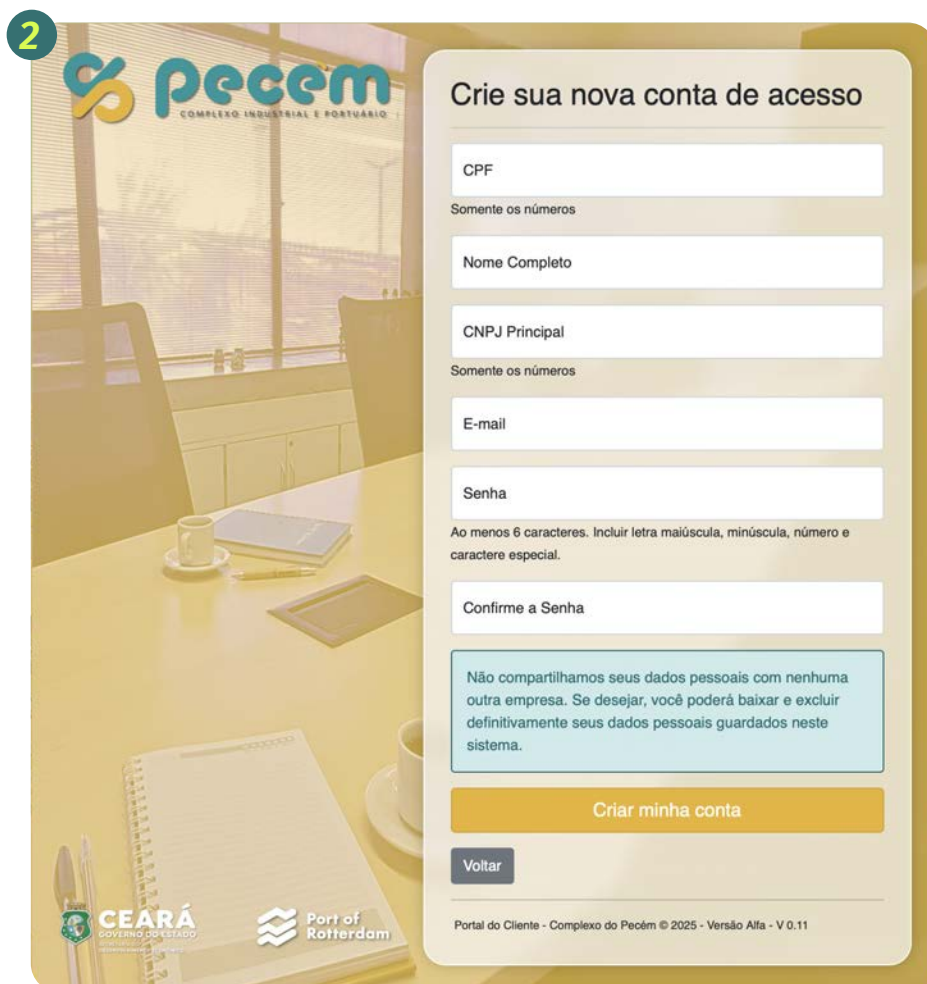 2
pecem
COMPLEXO INDUSTRIAL E PORTUÁRIO
Crie sua nova conta de acesso
CPF
Somente os números
Nome Completo
CNPJ Principal
Somente os números
E-mail
Senha
Ao menos 6 caracteres. Incluir letra maiúscula, minúscula, número e
caractere especial.
Confirme a Senha
Não compartilhamos seus dados pessoais com nenhuma
outra empresa. Se desejar, você poderá baixar e excluir
definitivamente seus dados pessoais guardados neste
sistema.
Criar minha conta
Voltar
Portal do Cliente - Complexo do Pecém © 2025 - Versão Alfa - V 0.11
CEARÁ
GOVERNO DO ESTADO
Port of
Rotterdam